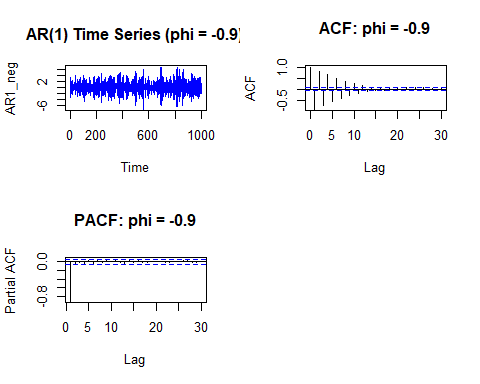 AR(1) Time Series (phi = -0.9)
AR1_neg
2
-2
-6
0
200
600
1000
Time
ACF: phi = -0.9
ACF
1.0
-0.5
0
5
10
20
30
Lag
PACF: phi = -0.9
Partial ACF
0.0
-0.8
0
5
10
20
30
Lag